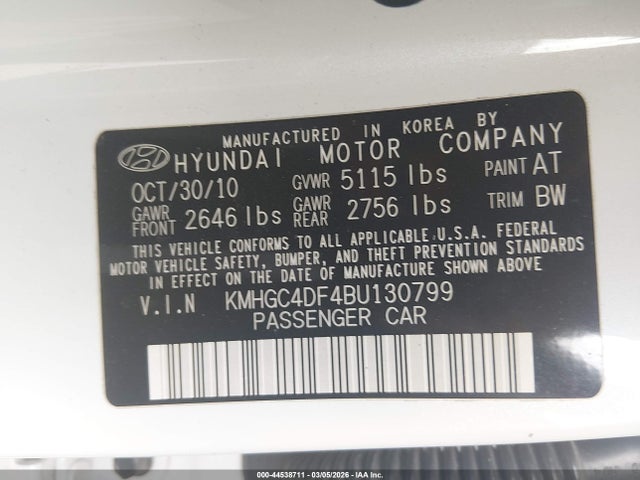 MANUFACTURED IN KOREA BY
HYUNDAI MOTOR COMPANY
OCT/30/10 GVWR 5115 lbs PAINT AT
GAWR FRONT 2646 lbs GAWR REAR 2756 lbs TRIM BW
THIS VEHICLE CONFORMS TO ALL APPLICABLE U.S.A. FEDERAL
MOTOR VEHICLE SAFETY, BUMPER, AND THEFT PREVENTION STANDARDS
IN EFFECT ON THE DATE OF MANUFACTURE SHOWN ABOVE
V.I.N KMHGC4DF4BU130799
PASSENGER CAR
000-44538711 - 03/05/2026 - IAA Inc.